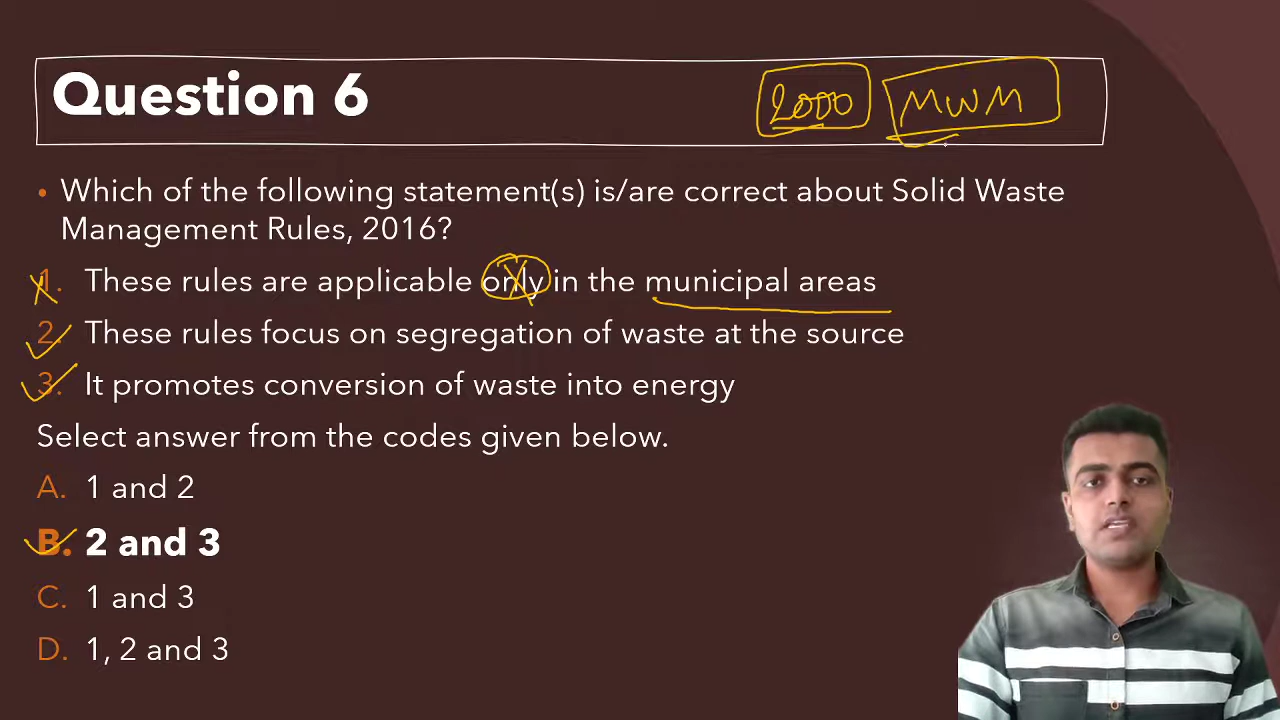 Question 6
2000 MWM
• Which of the following statement(s) is/are correct about Solid Waste
Management Rules, 2016?
1. These rules are applicable only in the municipal areas
2. These rules focus on segregation of waste at the source
3. It promotes conversion of waste into energy
Select answer from the codes given below.
A. 1 and 2
B. 2 and 3
C. 1 and 3
D. 1, 2 and 3